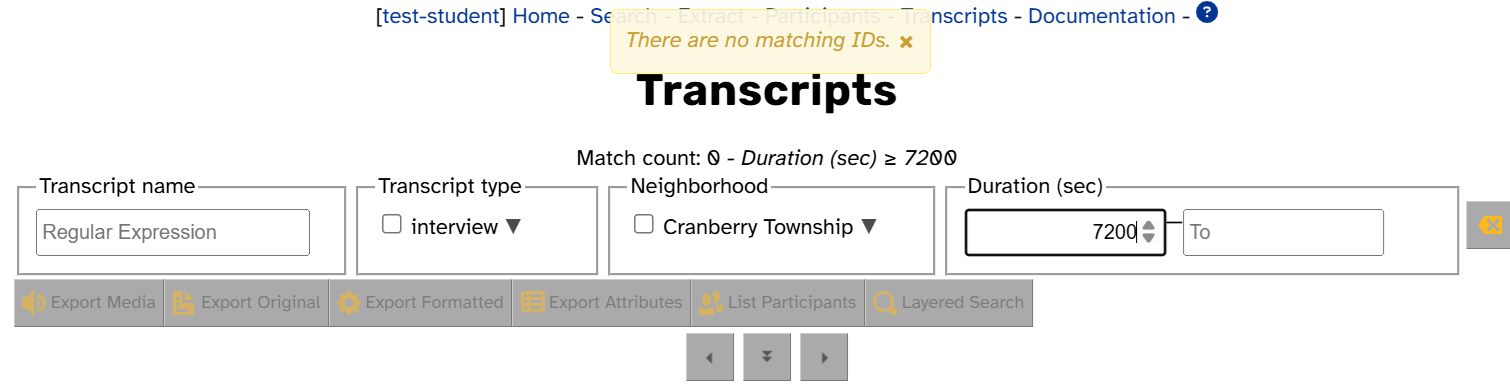 [test-student] Home - Search - Extract - Participants - Transcripts - Documentation - ?
There are no matching IDs. ×
Transcripts
Match count: 0 - Duration (sec) ≥ 7200
Transcript name Transcript type Neighborhood Duration (sec)
Regular Expression interview ▼ Cranberry Township ▼ 7200 – To
Export Media Export Original Export Formatted Export Attributes List Participants Layered Search